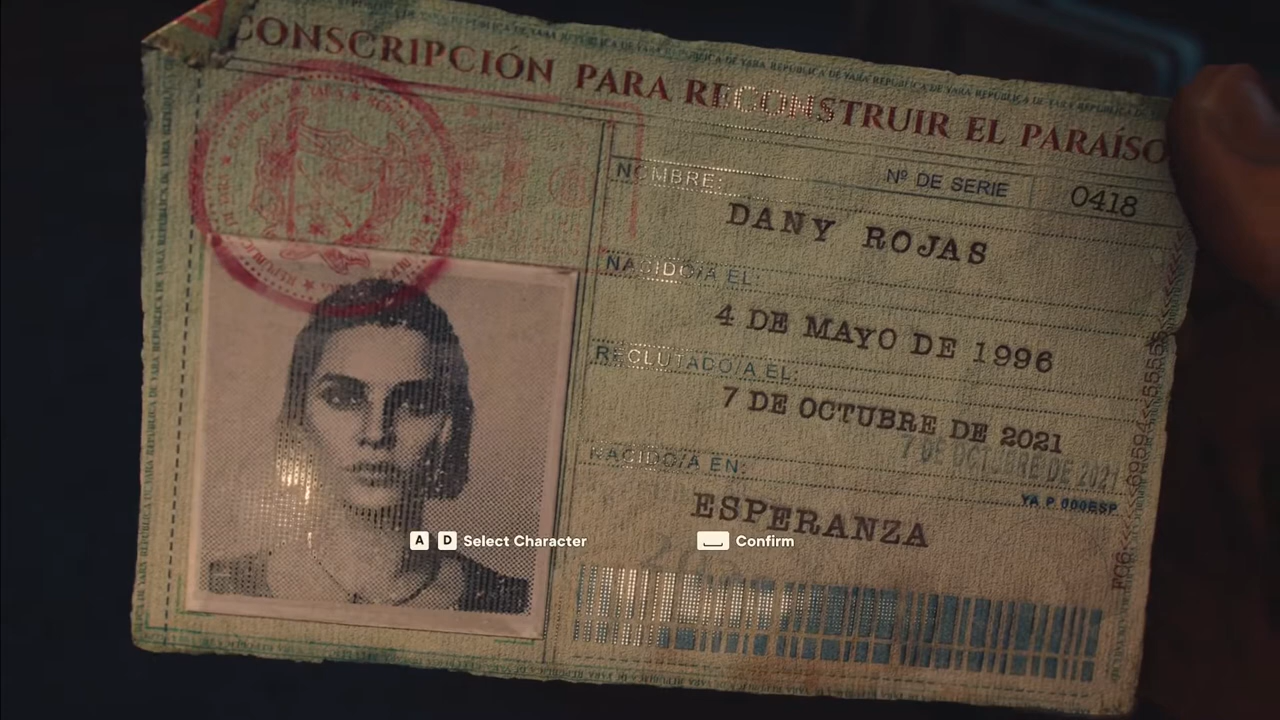 CONSCRIPCIÓN PARA RECONSTRUIR EL PARAÍSO
NOMBRE:
Nº DE SERIE
0418
DANY ROJAS
NACIDO/A EL:
4 DE MAYO DE 1996
RECLUTADO/A EL:
7 DE OCTUBRE DE 2021
7 DE OCTUBRE DE 2021
NACIDO/A EN:
YA P 000ESP
ESPERANZA
A D Select Character
Confirm